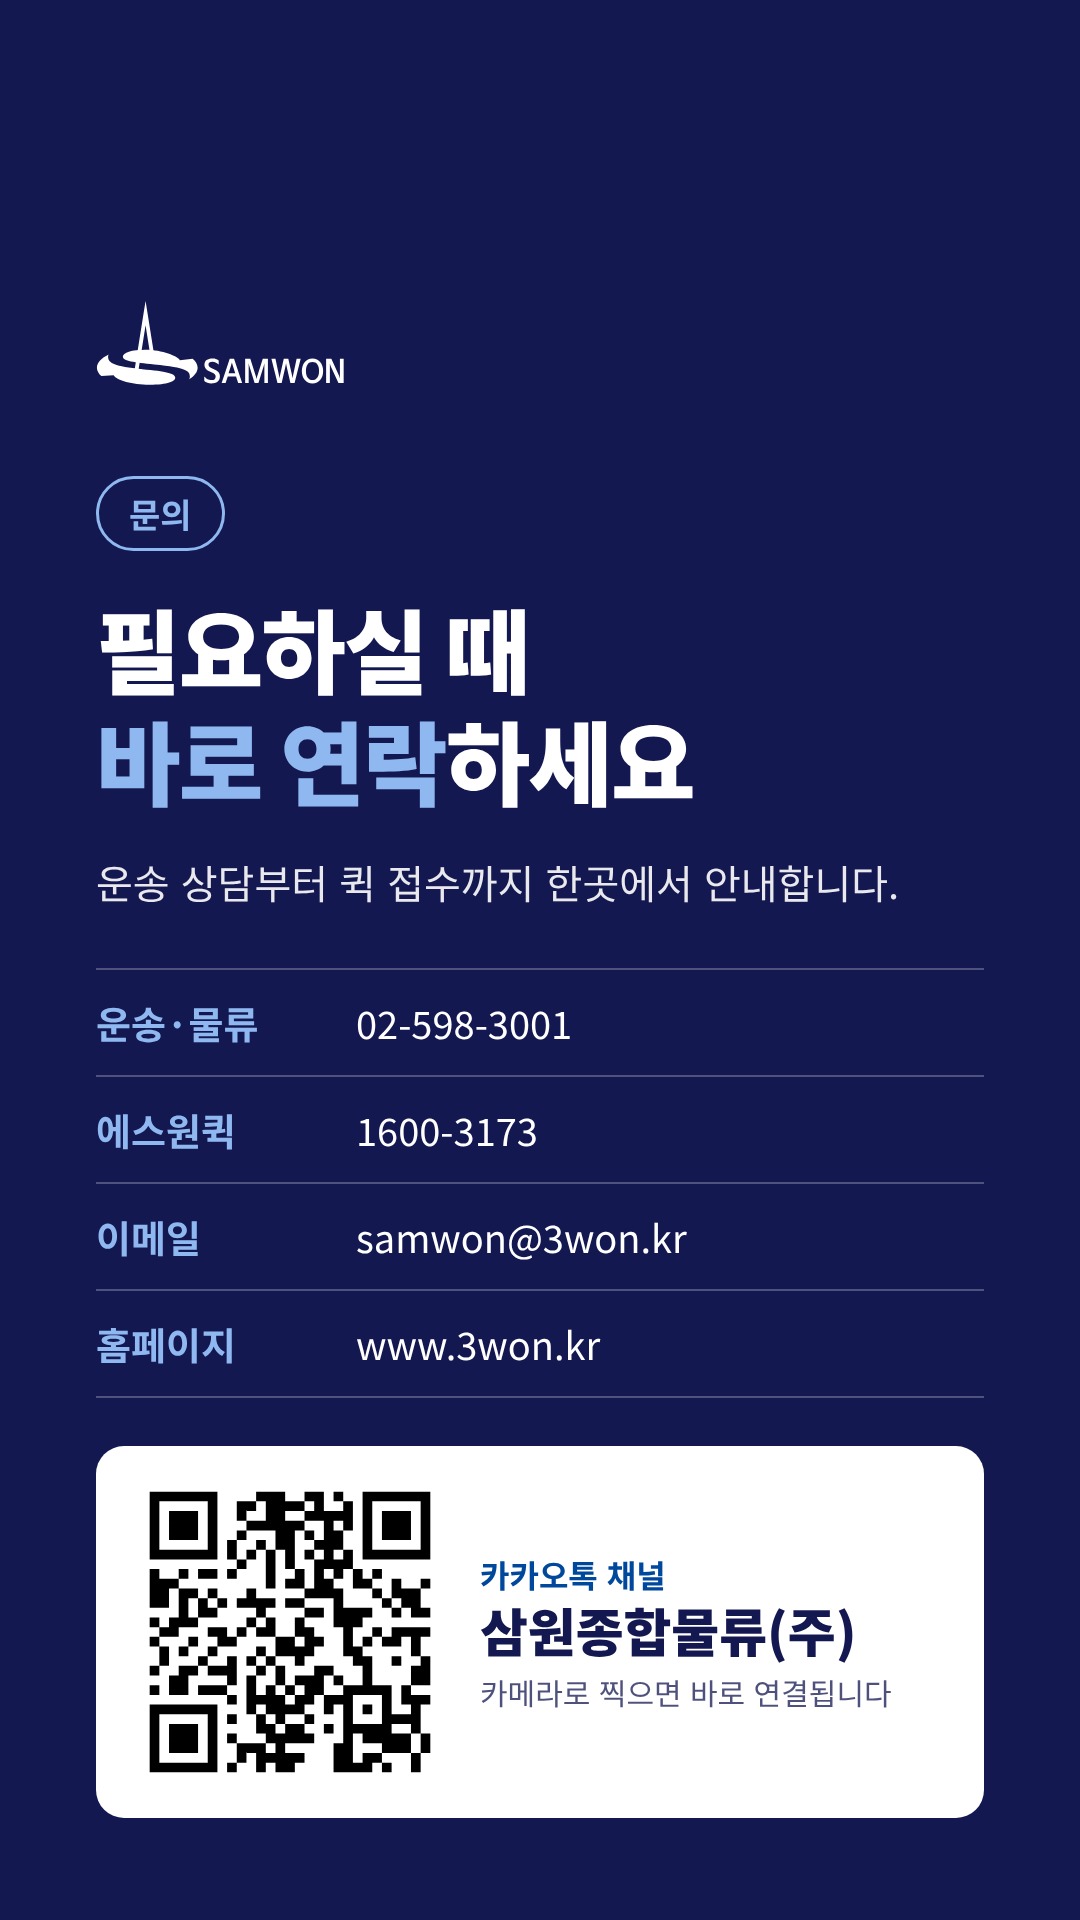 SAMWON
문의
필요하실 때
바로 연락하세요
운송 상담부터 퀵 접수까지 한곳에서 안내합니다.
운송·물류 02-598-3001
에스원퀵 1600-3173
이메일 samwon@3won.kr
홈페이지 www.3won.kr
카카오톡 채널
삼원종합물류(주)
카메라로 찍으면 바로 연결됩니다